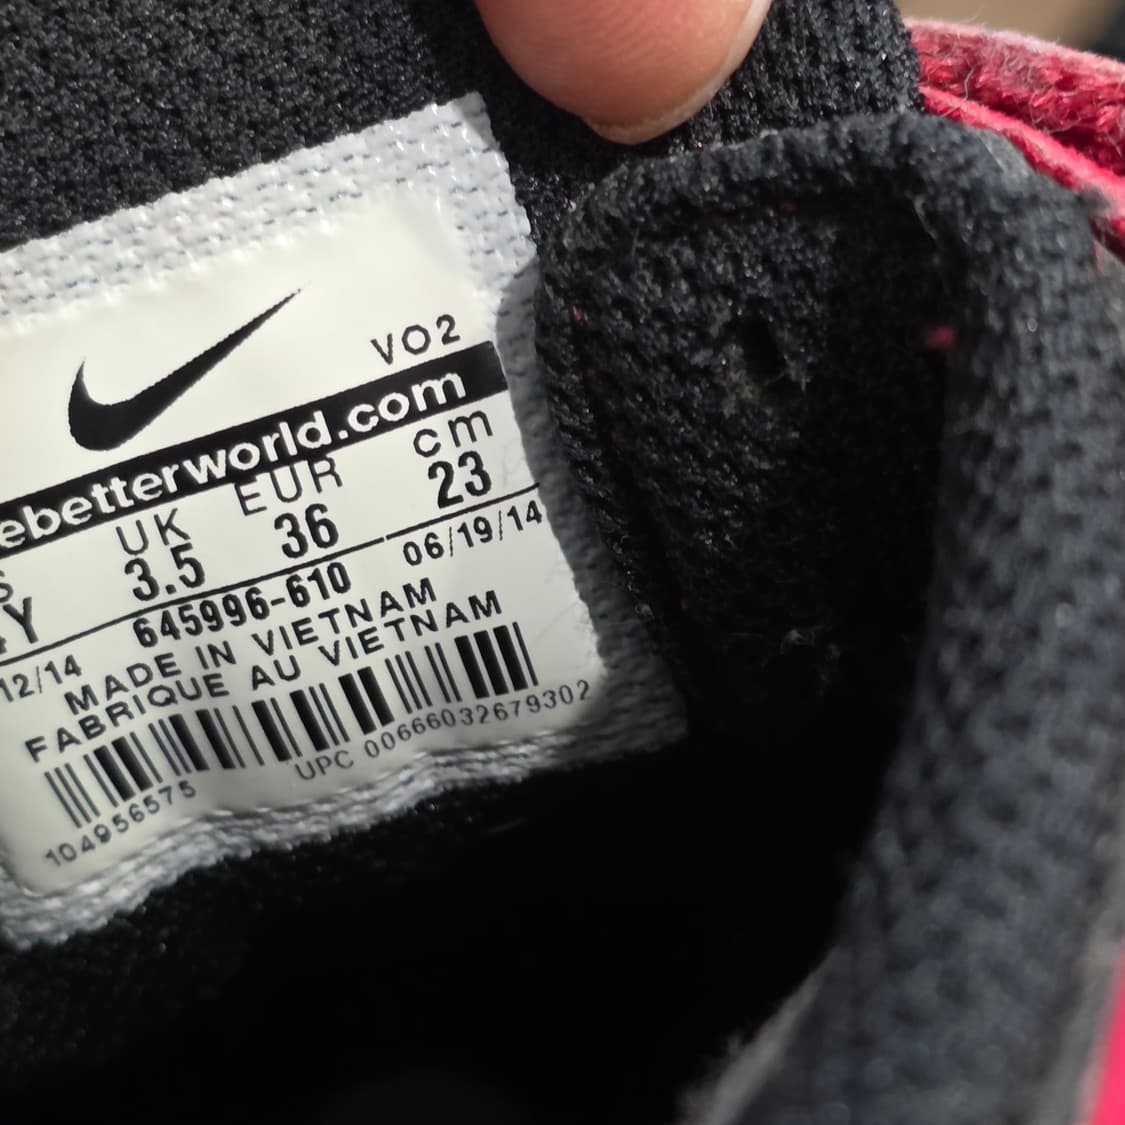 VO2
ebetterworld.com
S UK EUR cm
Y 3.5 36 23
12/14 645996-610 06/19/14
MADE IN VIETNAM
FABRIQUE AU VIETNAM
104956575 UPC 00666032679302